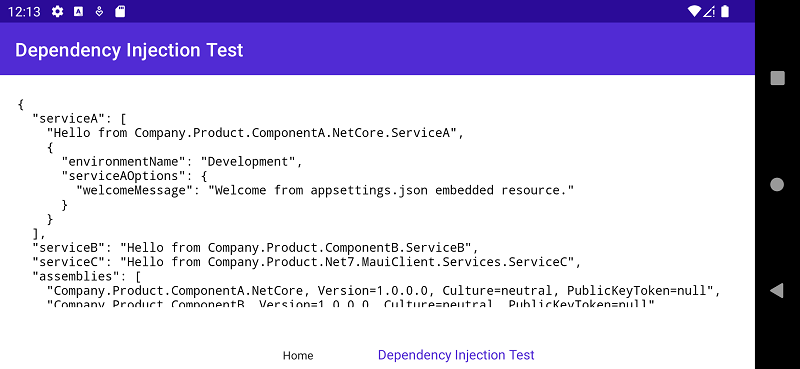 12:13
Dependency Injection Test
{
  "serviceA": [
    "Hello from Company.Product.ComponentA.NetCore.ServiceA",
    {
      "environmentName": "Development",
      "serviceAOptions": {
        "welcomeMessage": "Welcome from appsettings.json embedded resource."
      }
    }
  ],
  "serviceB": "Hello from Company.Product.ComponentB.ServiceB",
  "serviceC": "Hello from Company.Product.Net7.MauiClient.Services.ServiceC",
  "assemblies": [
    "Company.Product.ComponentA.NetCore, Version=1.0.0.0, Culture=neutral, PublicKeyToken=null",
    "Company.Product.ComponentB, Version=1.0.0.0, Culture=neutral, PublicKeyToken=null"
Home
Dependency Injection Test